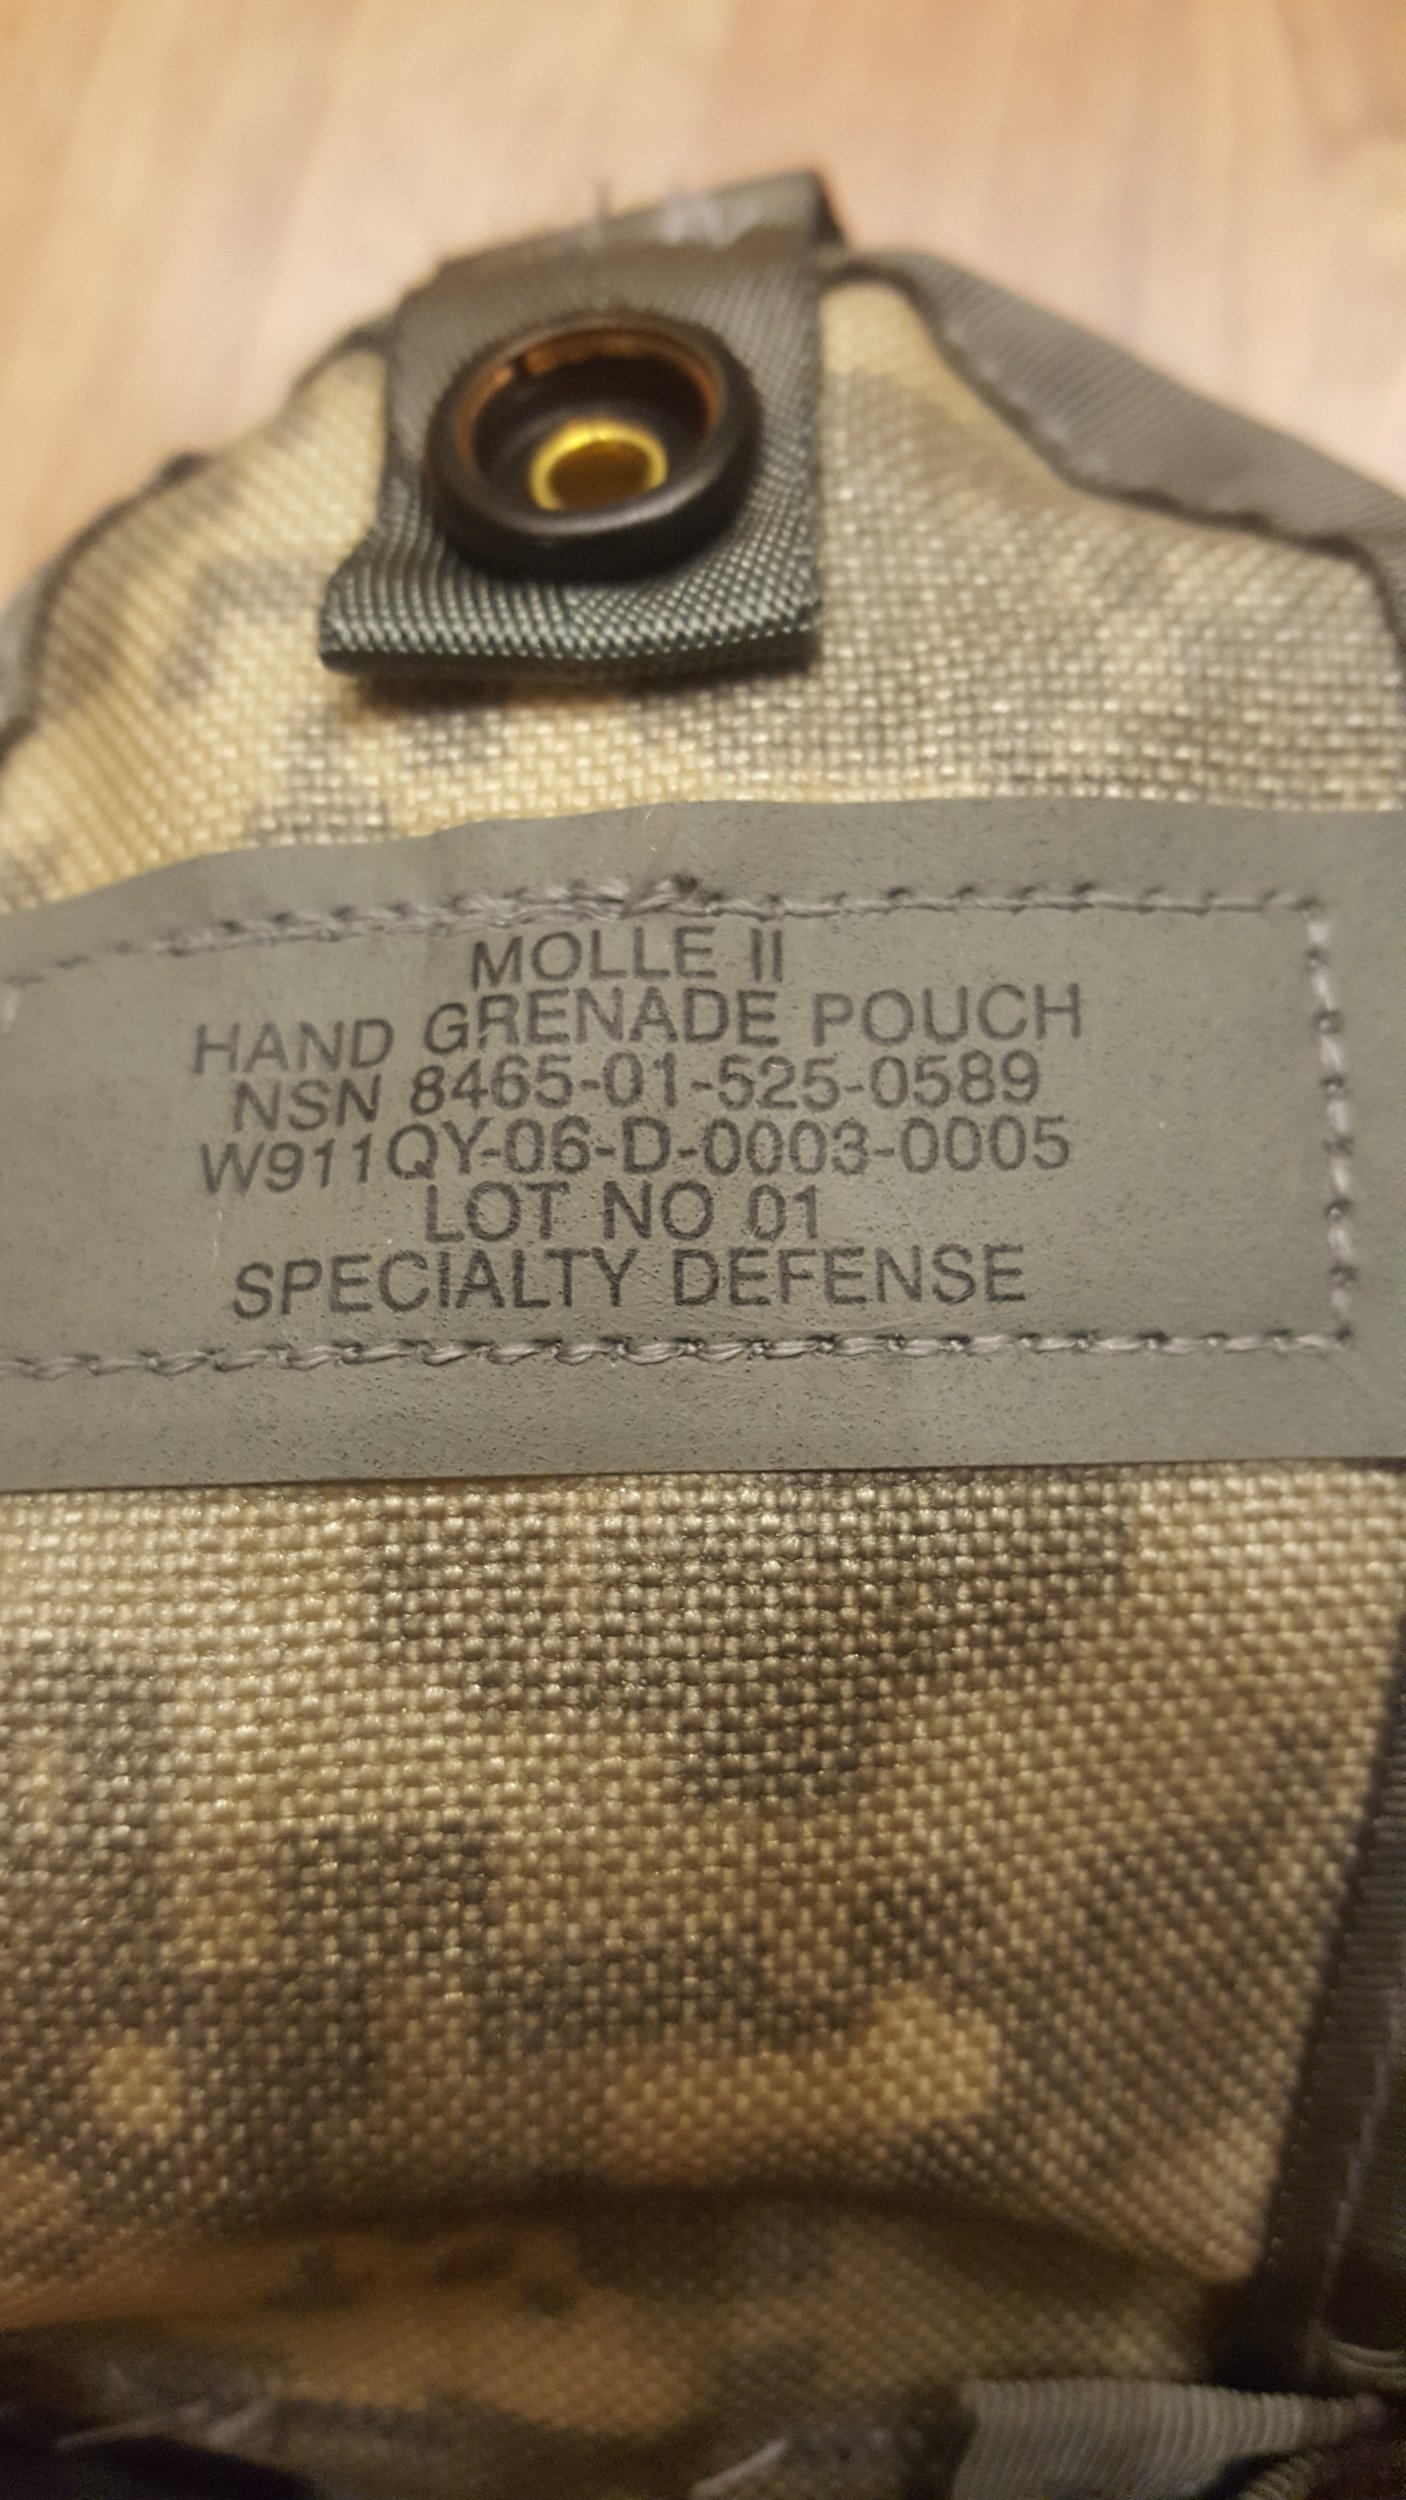 MOLLE II
HAND GRENADE POUCH
NSN 8465-01-525-0589
W911QY-06-D-0003-0005
LOT NO 01
SPECIALTY DEFENSE